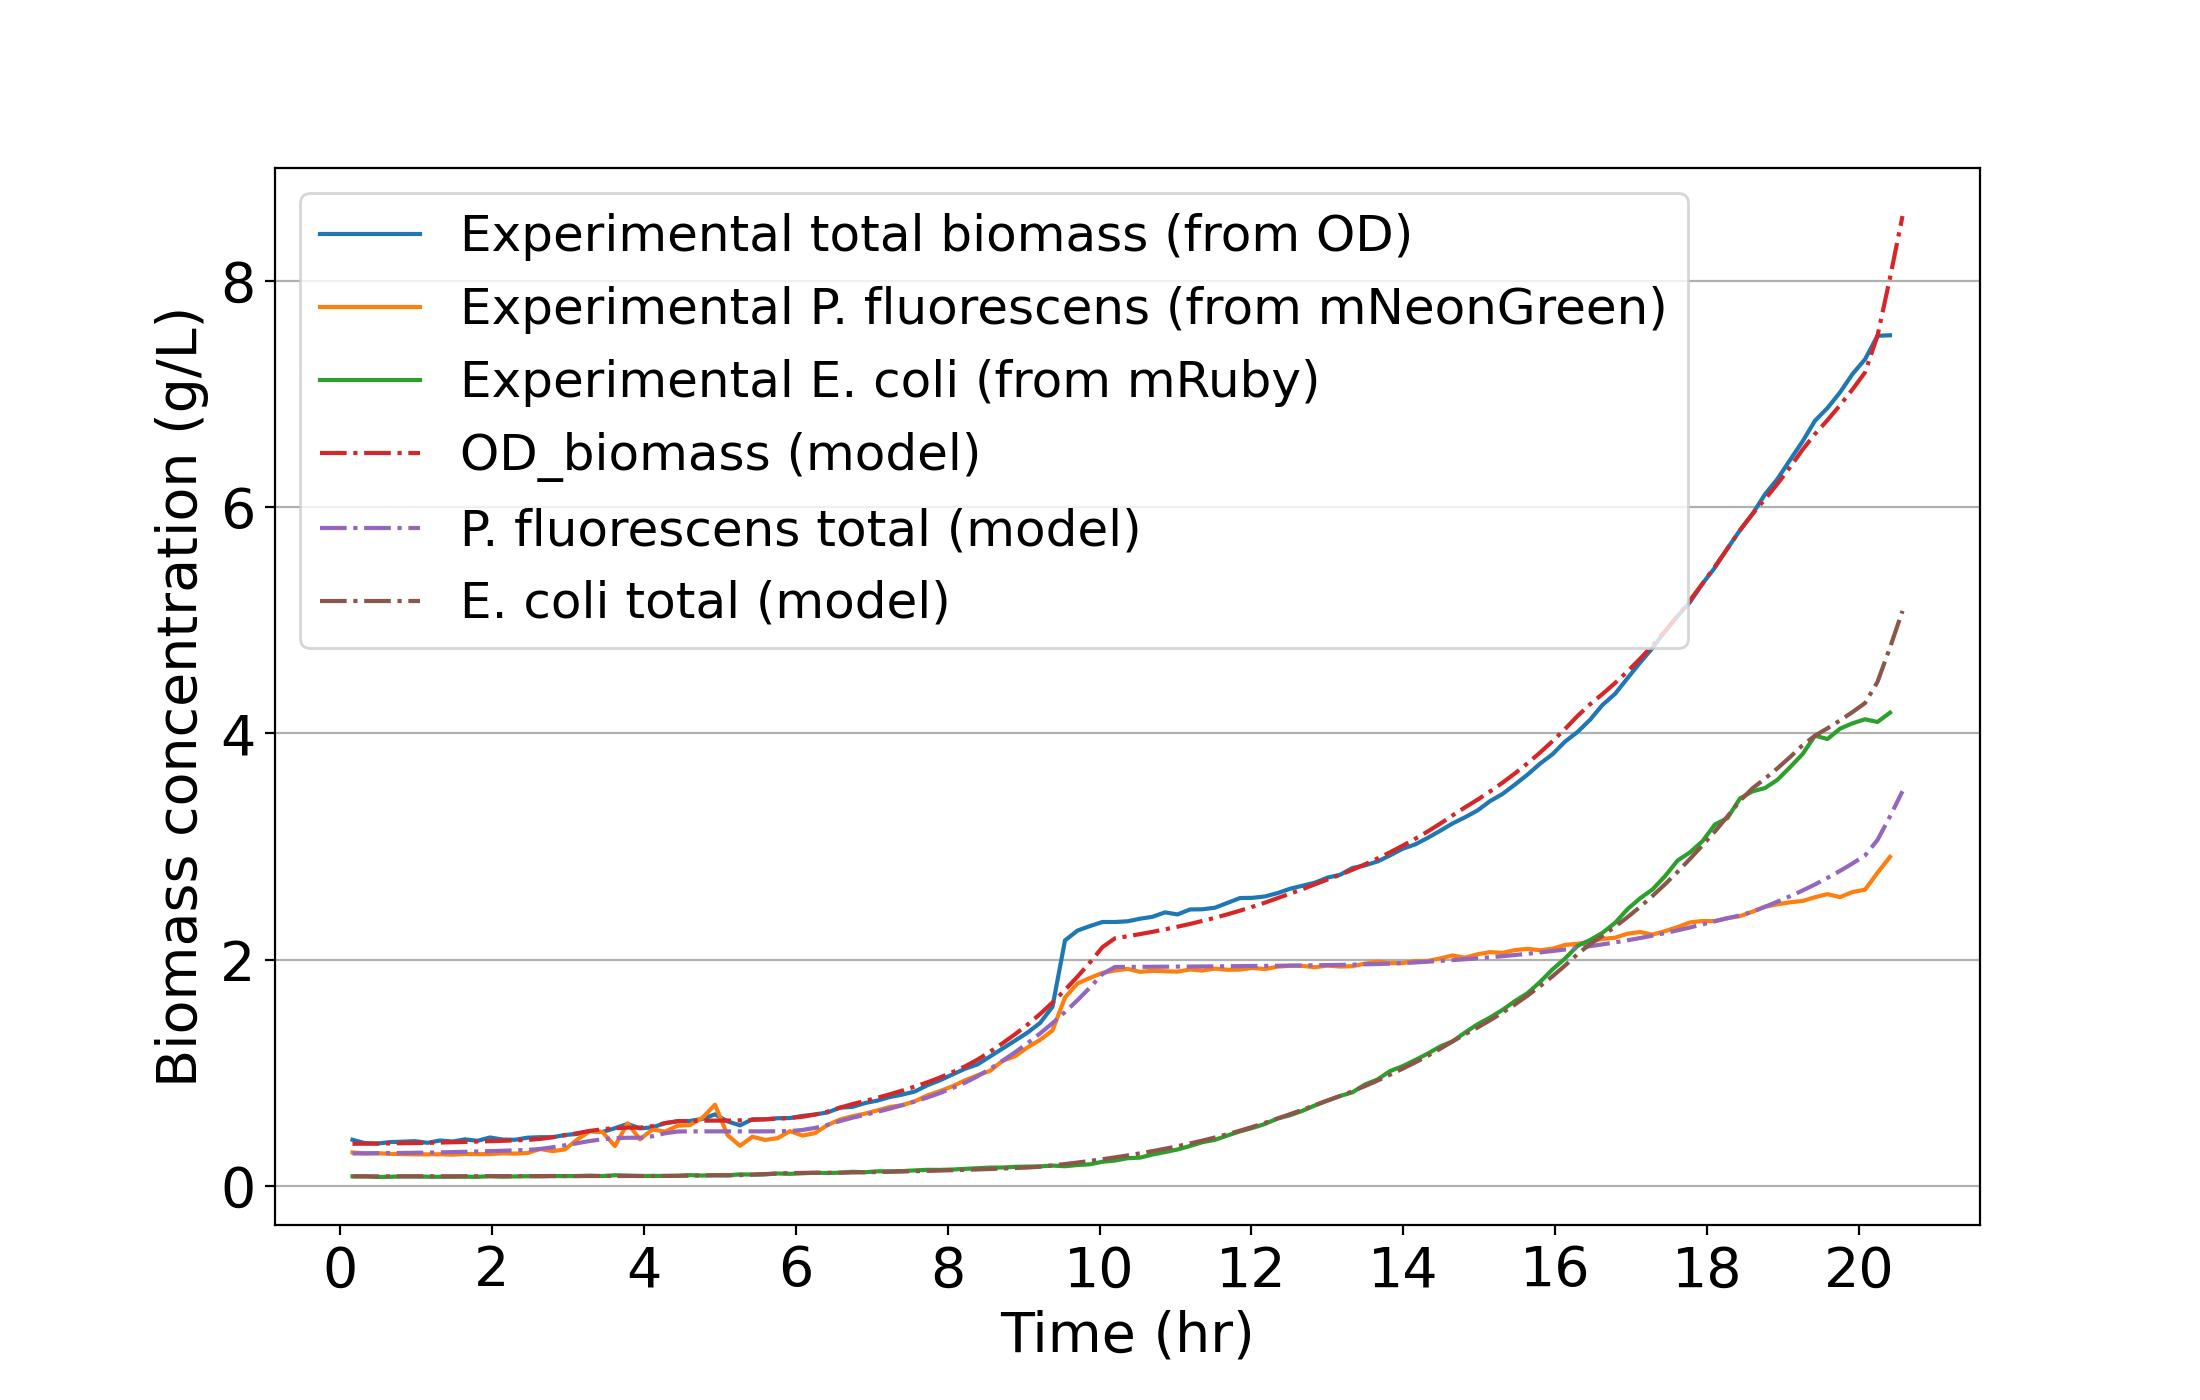 Experimental total biomass (from OD)
Experimental P. fluorescens (from mNeonGreen)
Experimental E. coli (from mRuby)
OD_biomass (model)
P. fluorescens total (model)
E. coli total (model)
Biomass concentration (g/L)
8
6
4
2
0
0 2 4 6 8 10 12 14 16 18 20
Time (hr)